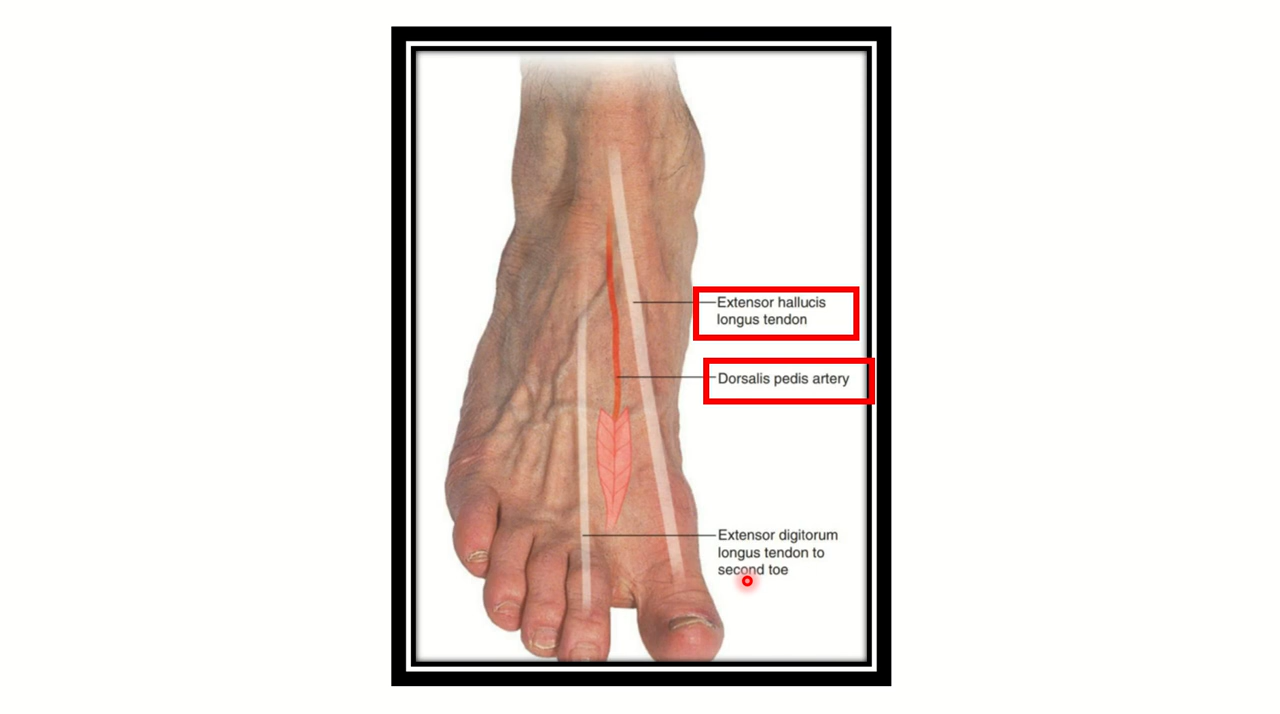 Extensor hallucis
longus tendon
Dorsalis pedis artery
Extensor digitorum
longus tendon to
second toe